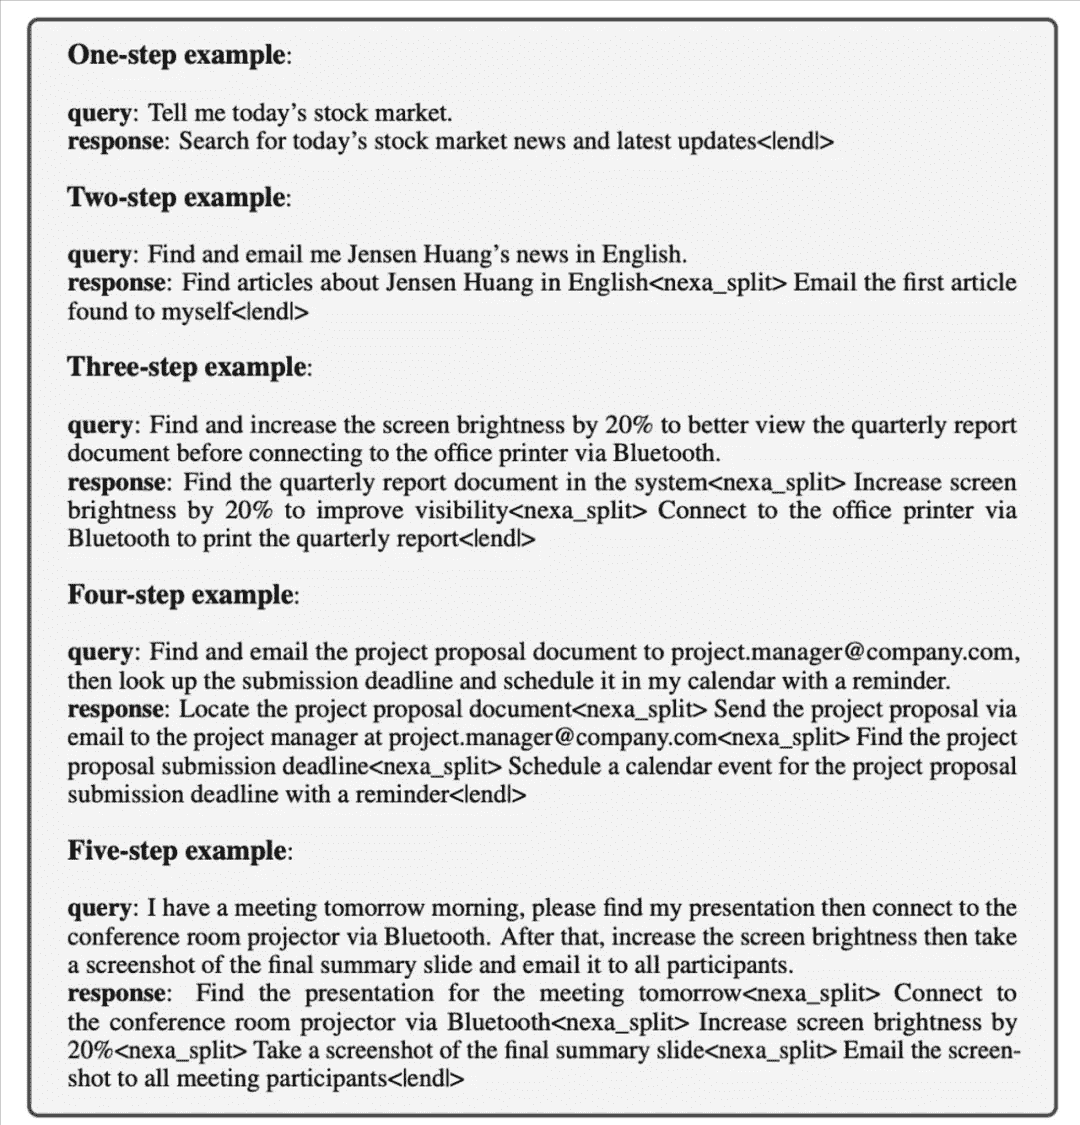 One-step example:
query: Tell me today’s stock market.
response: Search for today’s stock market news and latest updates<lendl>
Two-step example:
query: Find and email me Jensen Huang’s news in English.
response: Find articles about Jensen Huang in English<nexa_split> Email the first article
found to myself<lendl>
Three-step example:
query: Find and increase the screen brightness by 20% to better view the quarterly report
document before connecting to the office printer via Bluetooth.
response: Find the quarterly report document in the system<nexa_split> Increase screen
brightness by 20% to improve visibility<nexa_split> Connect to the office printer via
Bluetooth to print the quarterly report<lendl>
Four-step example:
query: Find and email the project proposal document to project.manager@company.com,
then look up the submission deadline and schedule it in my calendar with a reminder.
response: Locate the project proposal document<nexa_split> Send the project proposal via
email to the project manager at project.manager@company.com<nexa_split> Find the project
proposal submission deadline<nexa_split> Schedule a calendar event for the project proposal
submission deadline with a reminder<lendl>
Five-step example:
query: I have a meeting tomorrow morning, please find my presentation then connect to the
conference room projector via Bluetooth. After that, increase the screen brightness then take
a screenshot of the final summary slide and email it to all participants.
response: Find the presentation for the meeting tomorrow<nexa_split> Connect to
the conference room projector via Bluetooth<nexa_split> Increase screen brightness by
20%<nexa_split> Take a screenshot of the final summary slide<nexa_split> Email the screen-
shot to all meeting participants<lendl>